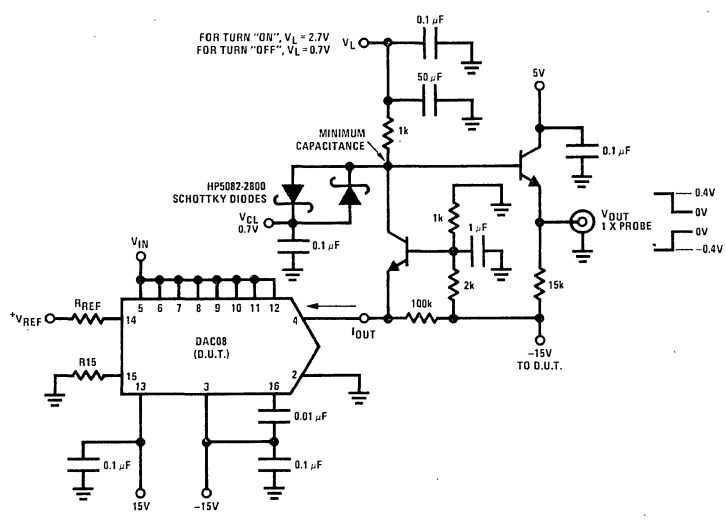 0.1 µF
FOR TURN "ON", VL = 2.7V
FOR TURN "OFF", VL = 0.7V
VL
50 µF
5V
MINIMUM
CAPACITANCE
1k
0.1 µF
HP5082-2800
SCHOTTKY DIODES
VCL
0.7V
0.1 µF
1k
1 µF
2k
VOUT
1 X PROBE
0.4V
0V
0V
−0.4V
VIN
5 6 7 8 9 10 11 12
+VREF
RREF
14
4
100k
15k
DAC08
(D.U.T.)
IOUT
−15V
TO D.U.T.
R15
15
13
3
16
2
0.01 µF
0.1 µF
0.1 µF
15V
−15V